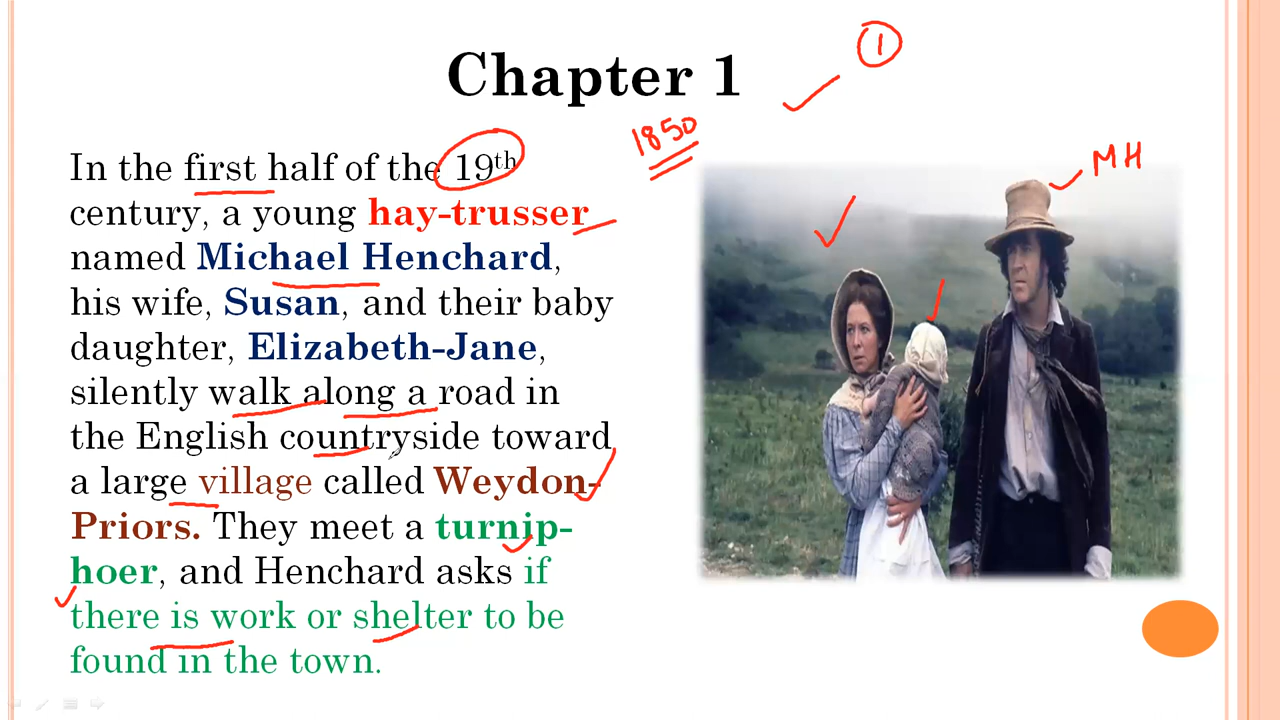 Chapter 1
1
1850
MH
In the first half of the 19th
century, a young hay-trusser
named Michael Henchard,
his wife, Susan, and their baby
daughter, Elizabeth-Jane,
silently walk along a road in
the English countryside toward
a large village called Weydon-
Priors. They meet a turnip-
hoer, and Henchard asks if
there is work or shelter to be
found in the town.